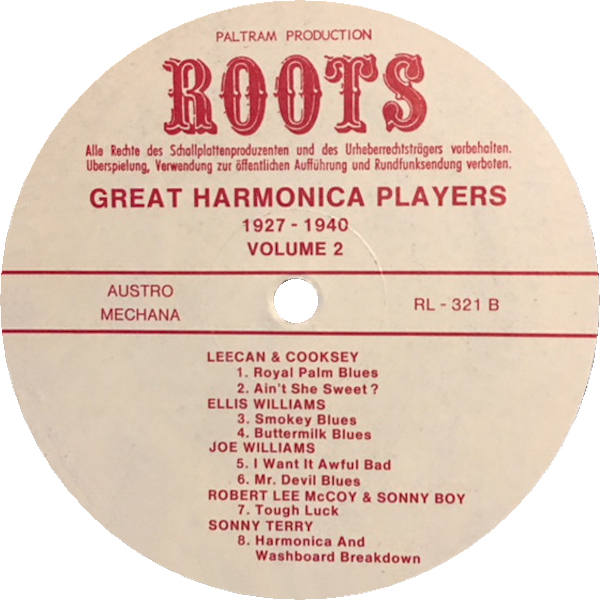 PALTRAM PRODUCTION
ROOTS
Alle Rechte des Schallplattenproduzenten und des Urheberrechtsträgers vorbehalten.
Uberspielung, Verwendung zur öffentlichen Aufführung und Rundfunksendung verboten.
GREAT HARMONICA PLAYERS
1927 - 1940
VOLUME 2
AUSTRO
MECHANA
RL - 321 B
LEECAN & COOKSEY
1. Royal Palm Blues
2. Ain't She Sweet?
ELLIS WILLIAMS
3. Smokey Blues
4. Buttermilk Blues
JOE WILLIAMS
5. I Want It Awful Bad
6. Mr. Devil Blues
ROBERT LEE McCOY & SONNY BOY
7. Tough Luck
SONNY TERRY
8. Harmonica And
Washboard Breakdown